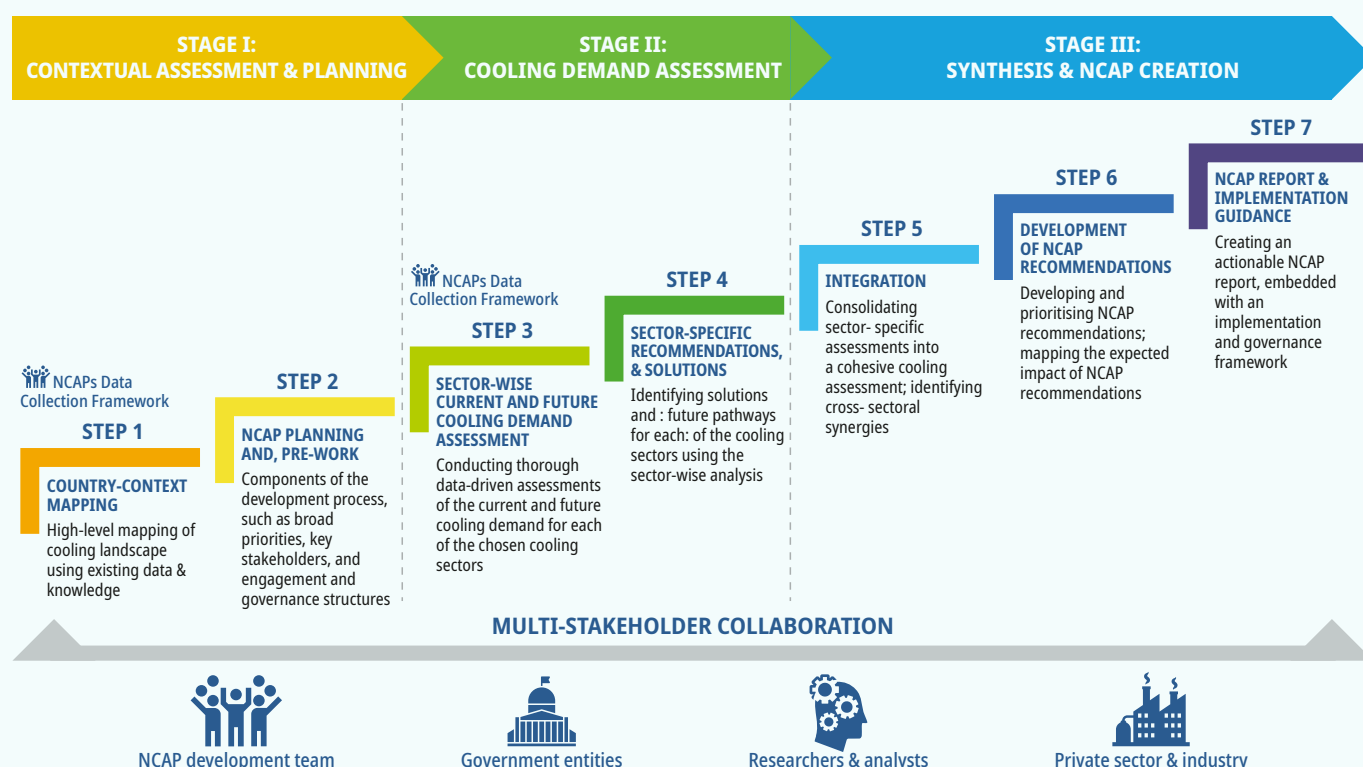 STAGE I:
CONTEXTUAL ASSESSMENT & PLANNING
STAGE II:
COOLING DEMAND ASSESSMENT
STAGE III:
SYNTHESIS & NCAP CREATION
NCAPs Data
Collection Framework
STEP 1
COUNTRY-CONTEXT
MAPPING
High-level mapping of
cooling landscape
using existing data &
knowledge
STEP 2
NCAP PLANNING
AND, PRE-WORK
Components of the
development process,
such as broad
priorities, key
stakeholders, and
engagement and
governance structures
NCAPs Data
Collection Framework
STEP 3
SECTOR-WISE
CURRENT AND FUTURE
COOLING DEMAND
ASSESSMENT
Conducting thorough
data-driven assessments
of the current and future
cooling demand for each
of the chosen cooling
sectors
STEP 4
SECTOR-SPECIFIC
RECOMMENDATIONS,
& SOLUTIONS
Identifying solutions
and : future pathways
for each: of the cooling
sectors using the
sector-wise analysis
STEP 5
INTEGRATION
Consolidating
sector- specific
assessments into
a cohesive cooling
assessment; identifying
cross- sectoral
synergies
STEP 6
DEVELOPMENT
OF NCAP
RECOMMENDATIONS
Developing and
prioritising NCAP
recommendations;
mapping the expected
impact of NCAP
recommendations
STEP 7
NCAP REPORT &
IMPLEMENTATION
GUIDANCE
Creating an
actionable NCAP
report, embedded
with an
implementation
and governance
framework
MULTI-STAKEHOLDER COLLABORATION
NCAP development team
Government entities
Researchers & analysts
Private sector & industry